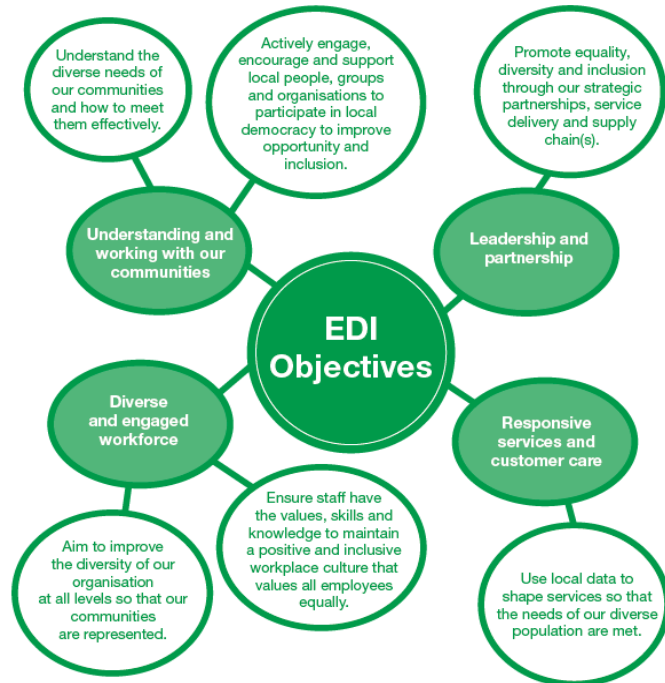 Understand the
diverse needs of
our communities
and how to meet
them effectively.
Actively engage,
encourage and support
local people, groups
and organisations to
participate in local
democracy to improve
opportunity and
inclusion.
Promote equality,
diversity and inclusion
through our strategic
partnerships, service
delivery and supply
chain(s).
Understanding and
working with our
communities
Leadership and
partnership
EDI
Objectives
Diverse
and engaged
workforce
Responsive
services and
customer care
Aim to improve
the diversity of our
organisation
at all levels so that our
communities
are represented.
Ensure staff have
the values, skills and
knowledge to maintain
a positive and inclusive
workplace culture that
values all employees
equally.
Use local data to
shape services so that
the needs of our diverse
population are met.